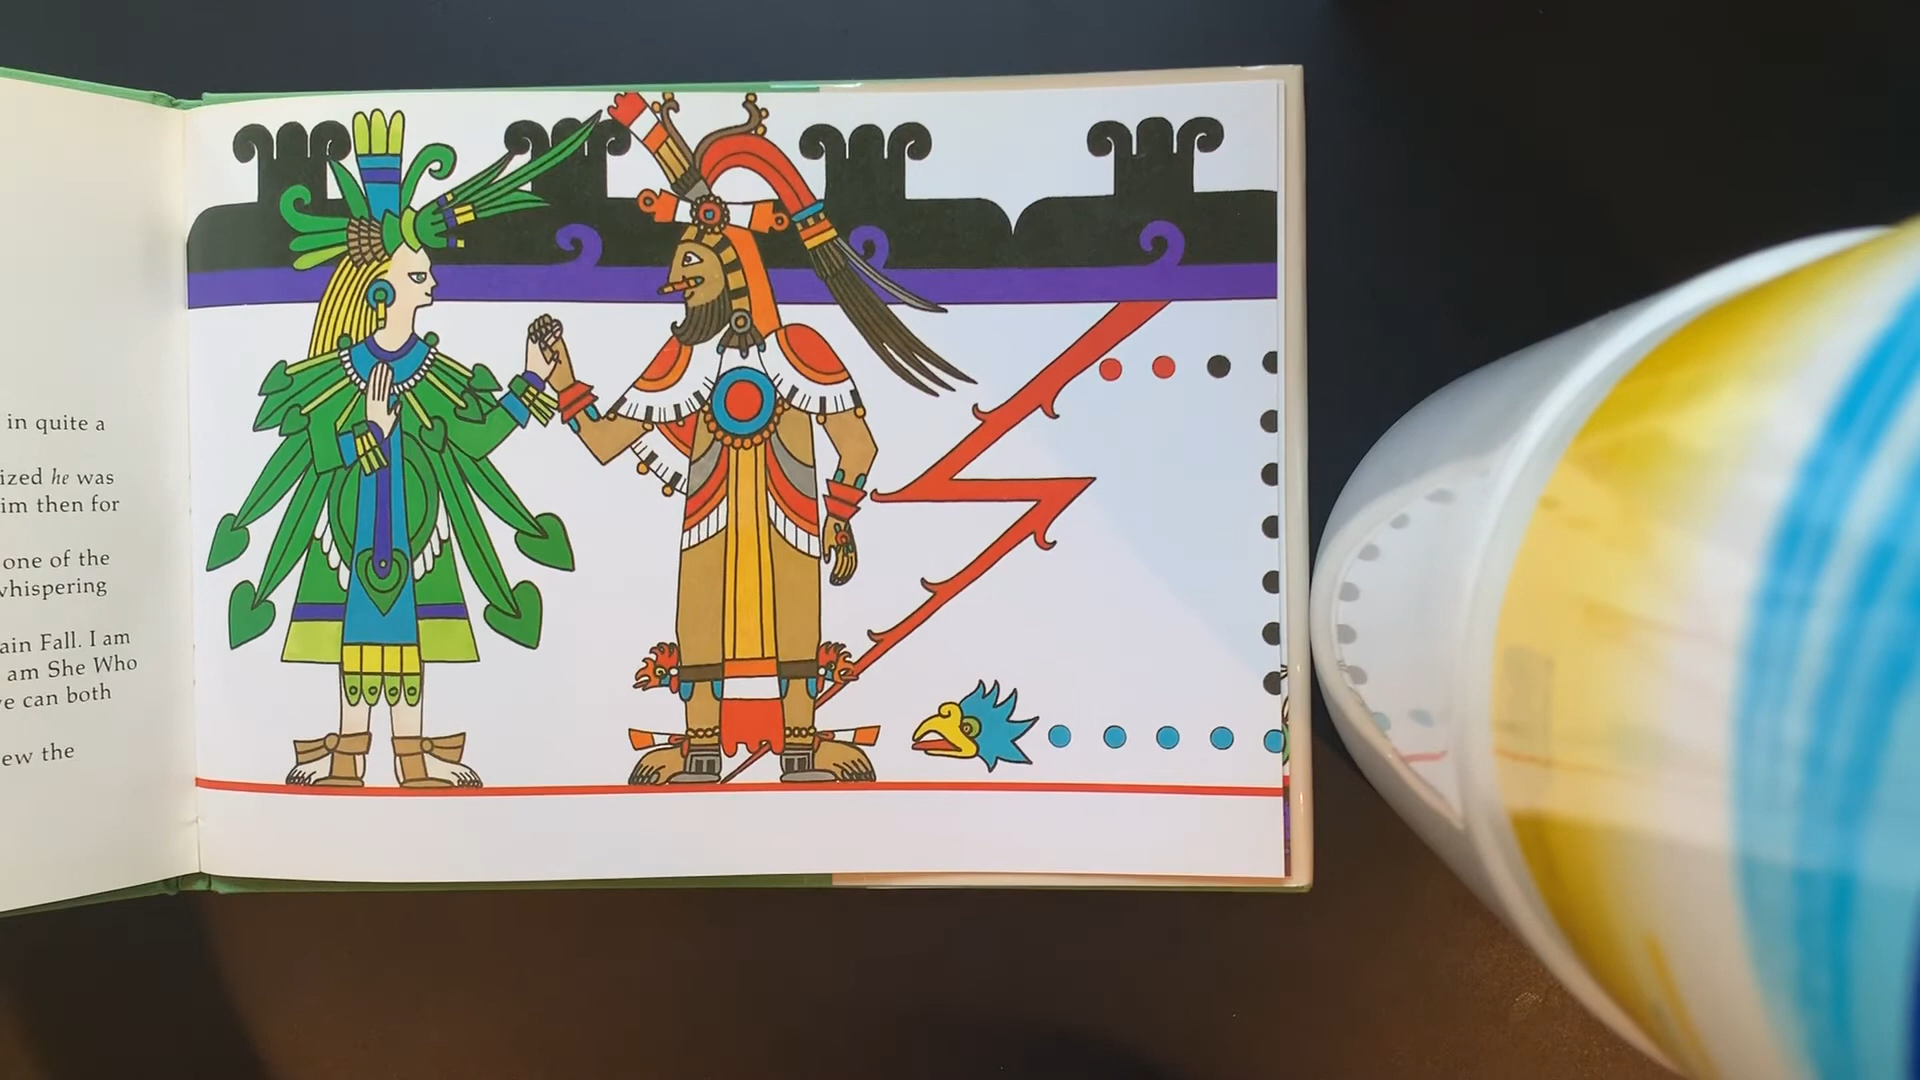 in quite a
ized he was
im then for
one of the
whispering
ain Fall. I am
am She Who
e can both
ew the